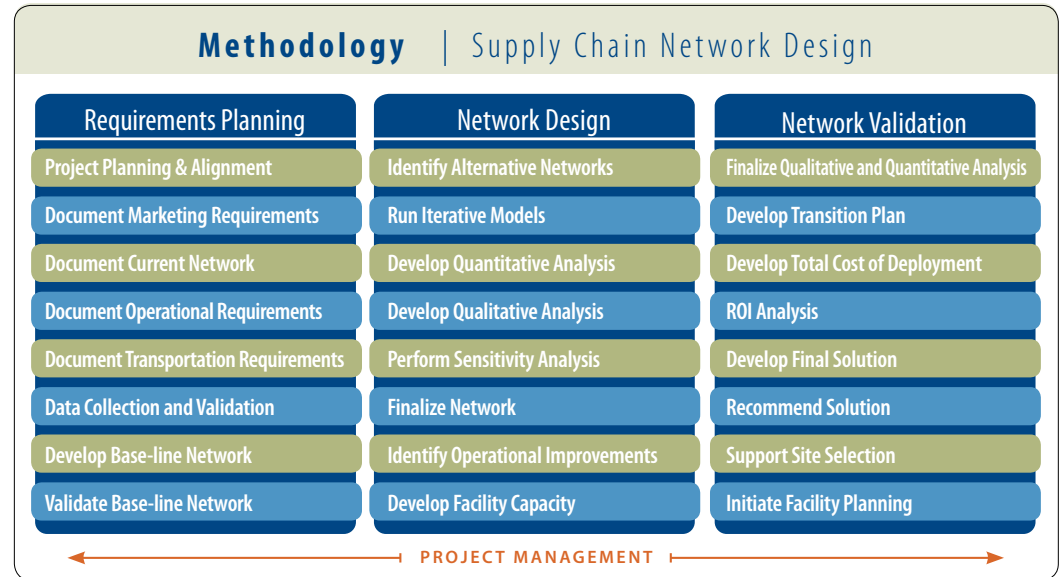 Methodology | Supply Chain Network Design
Requirements Planning
Project Planning & Alignment
Document Marketing Requirements
Document Current Network
Document Operational Requirements
Document Transportation Requirements
Data Collection and Validation
Develop Base-line Network
Validate Base-line Network
Network Design
Identify Alternative Networks
Run Iterative Models
Develop Quantitative Analysis
Develop Qualitative Analysis
Perform Sensitivity Analysis
Finalize Network
Identify Operational Improvements
Develop Facility Capacity
Network Validation
Finalize Qualitative and Quantitative Analysis
Develop Transition Plan
Develop Total Cost of Deployment
ROI Analysis
Develop Final Solution
Recommend Solution
Support Site Selection
Initiate Facility Planning
PROJECT MANAGEMENT